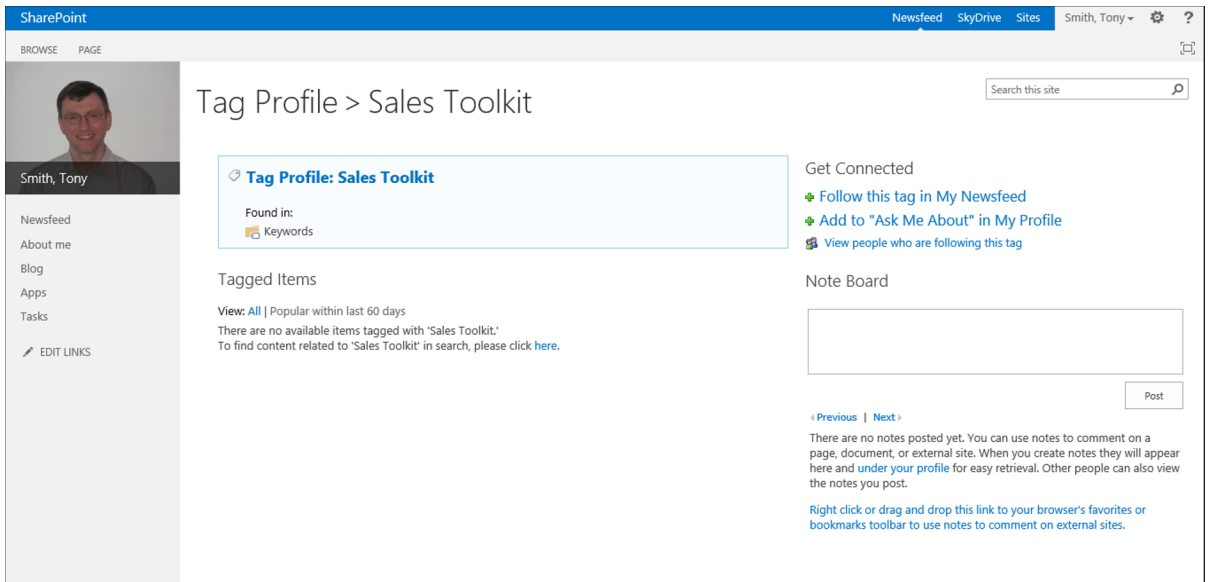 SharePoint
Newsfeed SkyDrive Sites Smith, Tony ?
BROWSE PAGE
Smith, Tony
Newsfeed
About me
Blog
Apps
Tasks
EDIT LINKS
Tag Profile > Sales Toolkit
Search this site
Tag Profile: Sales Toolkit
Found in:
Keywords
Tagged Items
View: All | Popular within last 60 days
There are no available items tagged with 'Sales Toolkit.'
To find content related to 'Sales Toolkit' in search, please click here.
Get Connected
Follow this tag in My Newsfeed
Add to "Ask Me About" in My Profile
View people who are following this tag
Note Board
Post
Previous | Next
There are no notes posted yet. You can use notes to comment on a
page, document, or external site. When you create notes they will appear
here and under your profile for easy retrieval. Other people can also view
the notes you post.
Right click or drag and drop this link to your browser's favorites or
bookmarks toolbar to use notes to comment on external sites.